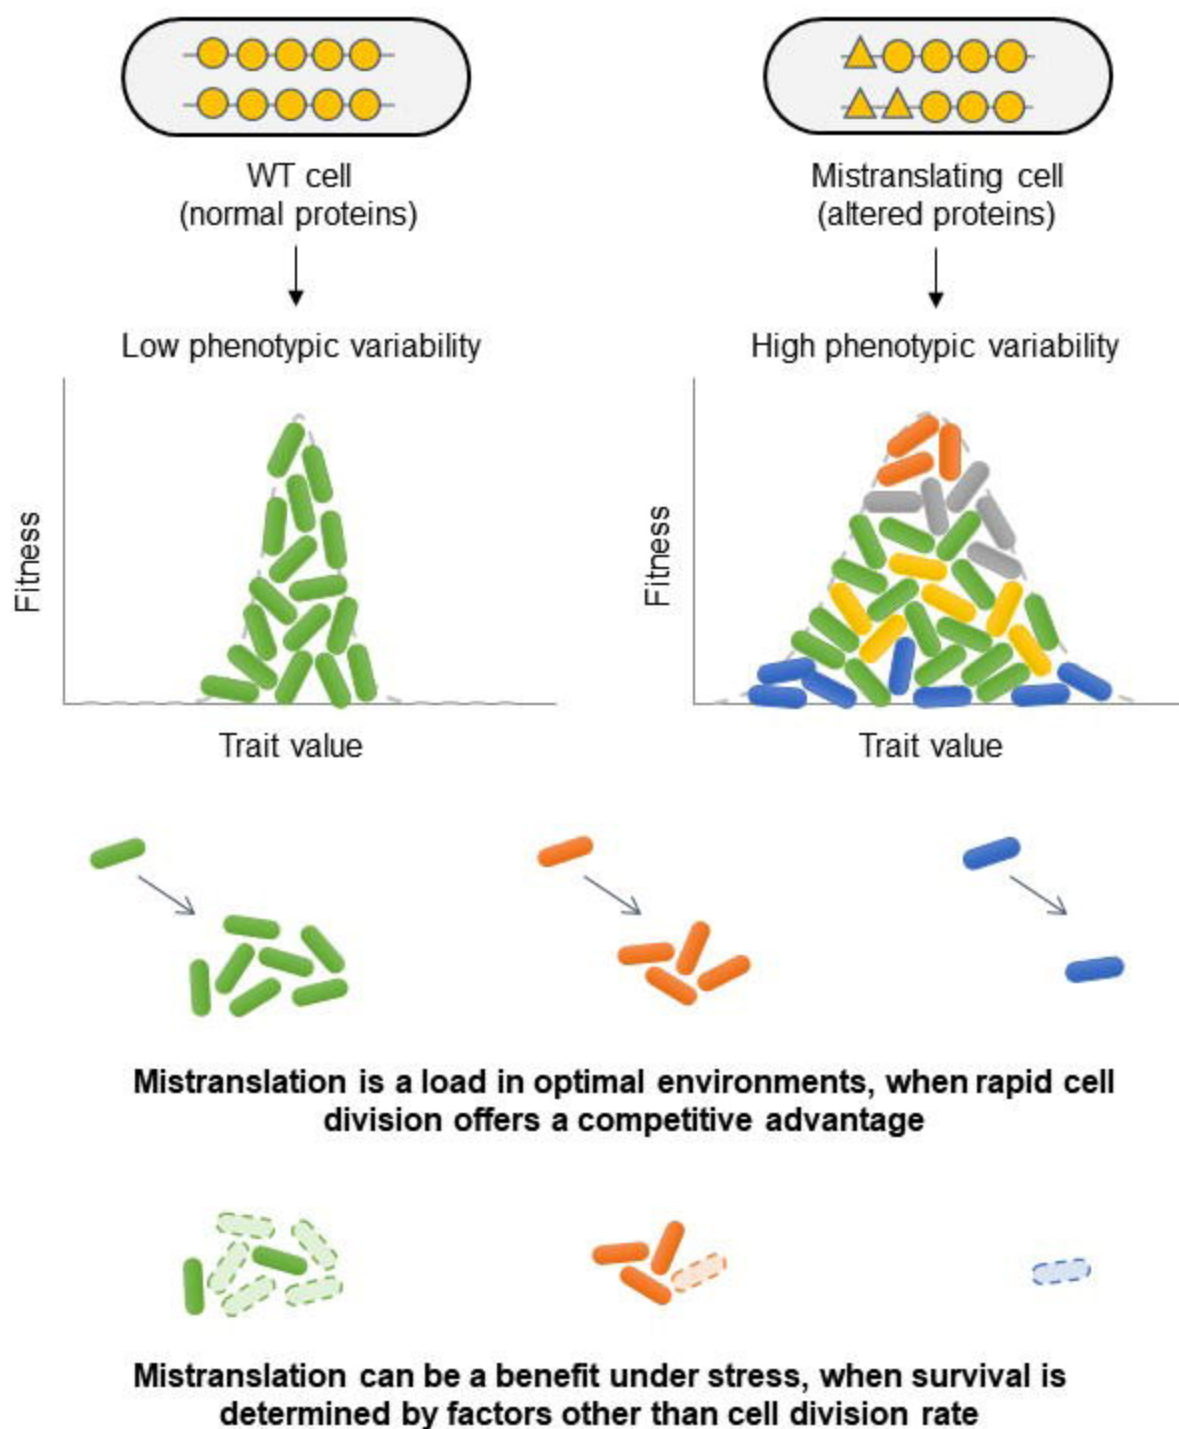 WT cell
(normal proteins)
Mistranslating cell
(altered proteins)
Low phenotypic variability
High phenotypic variability
Fitness
Trait value
Fitness
Trait value
Mistranslation is a load in optimal environments, when rapid cell
division offers a competitive advantage
Mistranslation can be a benefit under stress, when survival is
determined by factors other than cell division rate